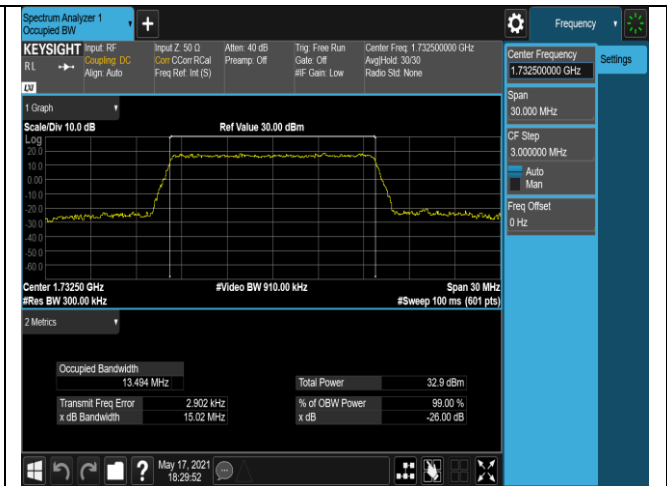 Spectrum Analyzer 1
Occupied BW
+
Frequency
KEYSIGHT
RL
LXI
Input: RF
Coupling: DC
Align: Auto
Input Z: 50 Ω
Corr CCorr RCal
Freq Ref: Int (S)
Atten: 40 dB
Preamp: Off
Trig: Free Run
Gate: Off
#IF Gain: Low
Center Freq: 1.732500000 GHz
Avg|Hold: 30/30
Radio Std: None
Center Frequency
1.732500000 GHz
Settings
Span
30.000 MHz
CF Step
3.000000 MHz
Auto
Man
Freq Offset
0 Hz
1 Graph
Scale/Div 10.0 dB
Ref Value 30.00 dBm
Log
20.0
10.0
0.00
-10.0
-20.0
-30.0
-40.0
-50.0
-60.0
Center 1.73250 GHz
#Video BW 910.00 kHz
Span 30 MHz
#Res BW 300.00 kHz
#Sweep 100 ms (601 pts)
2 Metrics
Occupied Bandwidth
13.494 MHz
Total Power 32.9 dBm
Transmit Freq Error 2.902 kHz
% of OBW Power 99.00 %
x dB Bandwidth 15.02 MHz
x dB -26.00 dB
?
May 17, 2021
18:29:52